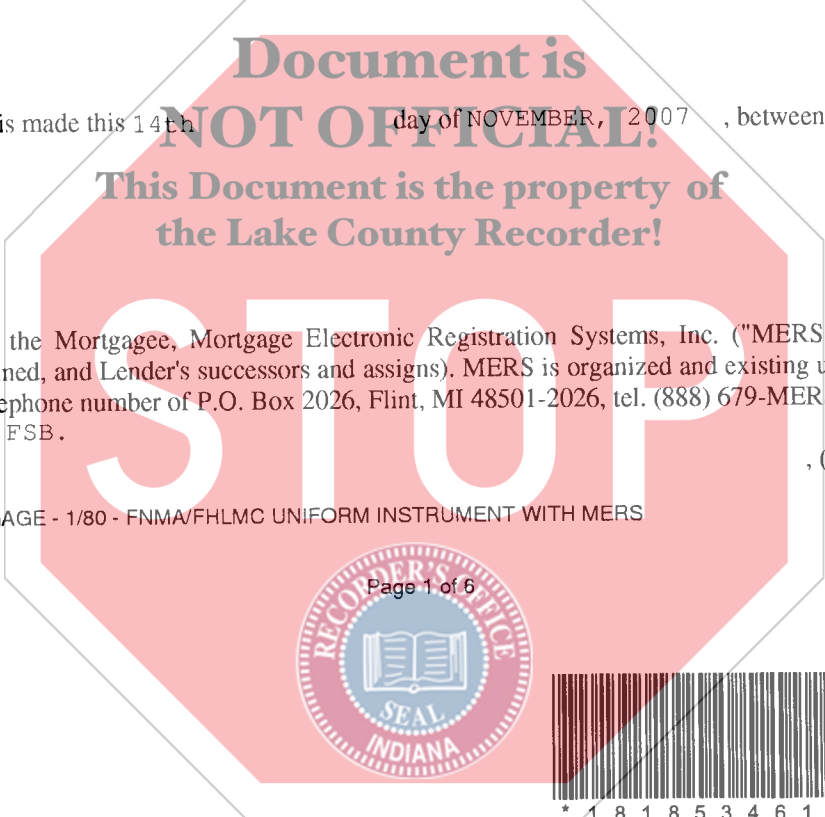 Document is
is made this 14th day of NOVEMBER, 2007 , between
NOT OFFICIAL!
This Document is the property of
the Lake County Recorder!
STOP
the Mortgagee, Mortgage Electronic Registration Systems, Inc. ("MERS
ned, and Lender's successors and assigns). MERS is organized and existing u
ephone number of P.O. Box 2026, Flint, MI 48501-2026, tel. (888) 679-MER
FSB.
, (
AGE - 1/80 - FNMA/FHLMC UNIFORM INSTRUMENT WITH MERS
Page 1 of 6
RECORDER'S OFFICE
SEAL
INDIANA
* 1 8 1 8 5 3 4 6 1